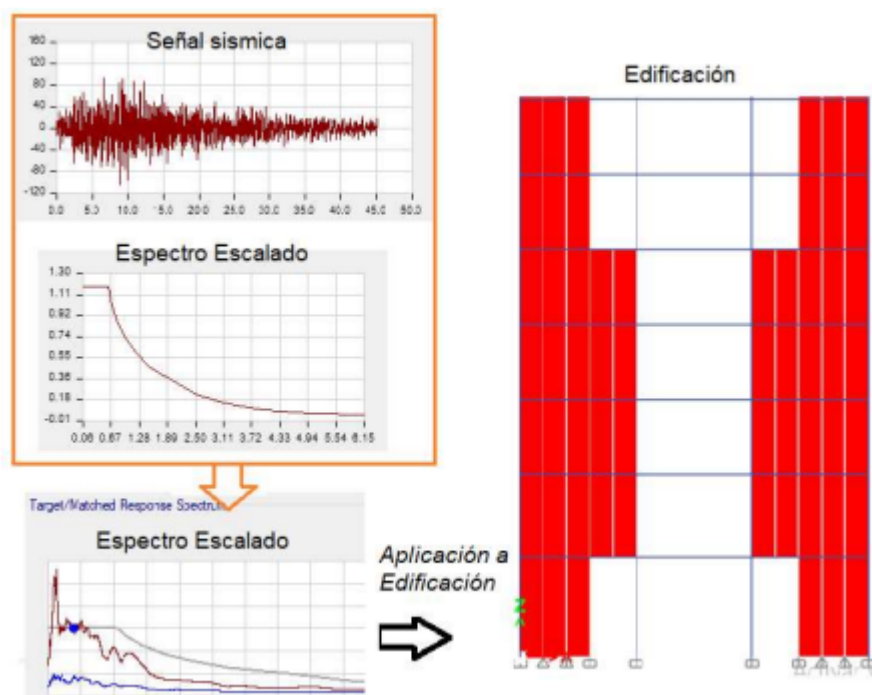 Señal sismica
160
120
80
40
0
-40
-80
-120
0.0 5.0 10.0 15.0 20.0 25.0 30.0 35.0 40.0 45.0 50.0
Espectro Escalado
1.30
1.11
0.92
0.74
0.55
0.36
0.18
-0.01
0.06 0.67 1.28 1.89 2.50 3.11 3.72 4.33 4.94 5.54 6.15
Target/Matched Response Spectrum
Espectro Escalado
Aplicación a
Edificación
Edificación
Z
X